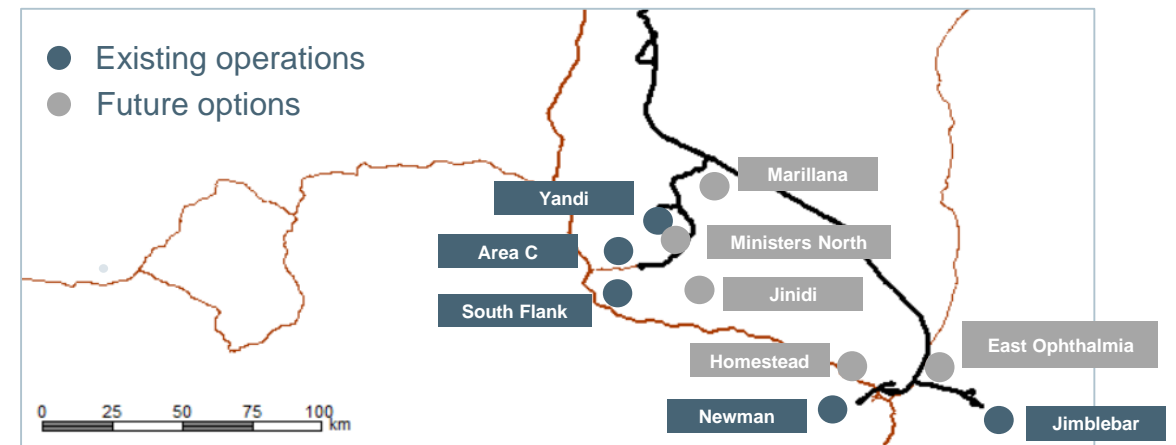 Existing operations
Future options
Marillana
Yandi
Ministers North
Area C
Jinidi
South Flank
East Ophthalmia
Homestead
Newman
Jimblebar
0 25 50 75 100 km